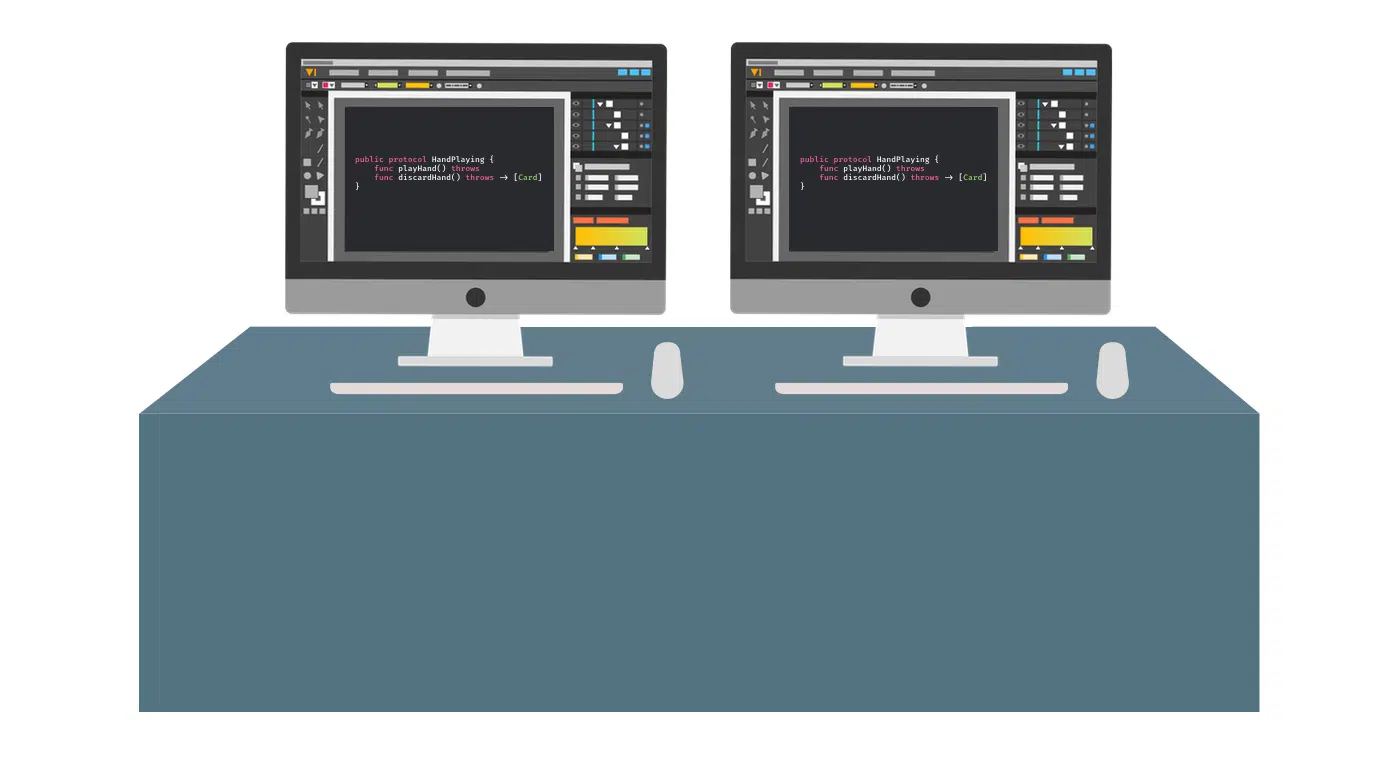 public protocol HandPlaying {
    func playHand() throws
    func discardHand() throws -> [Card]
}
public protocol HandPlaying {
    func playHand() throws
    func discardHand() throws -> [Card]
}